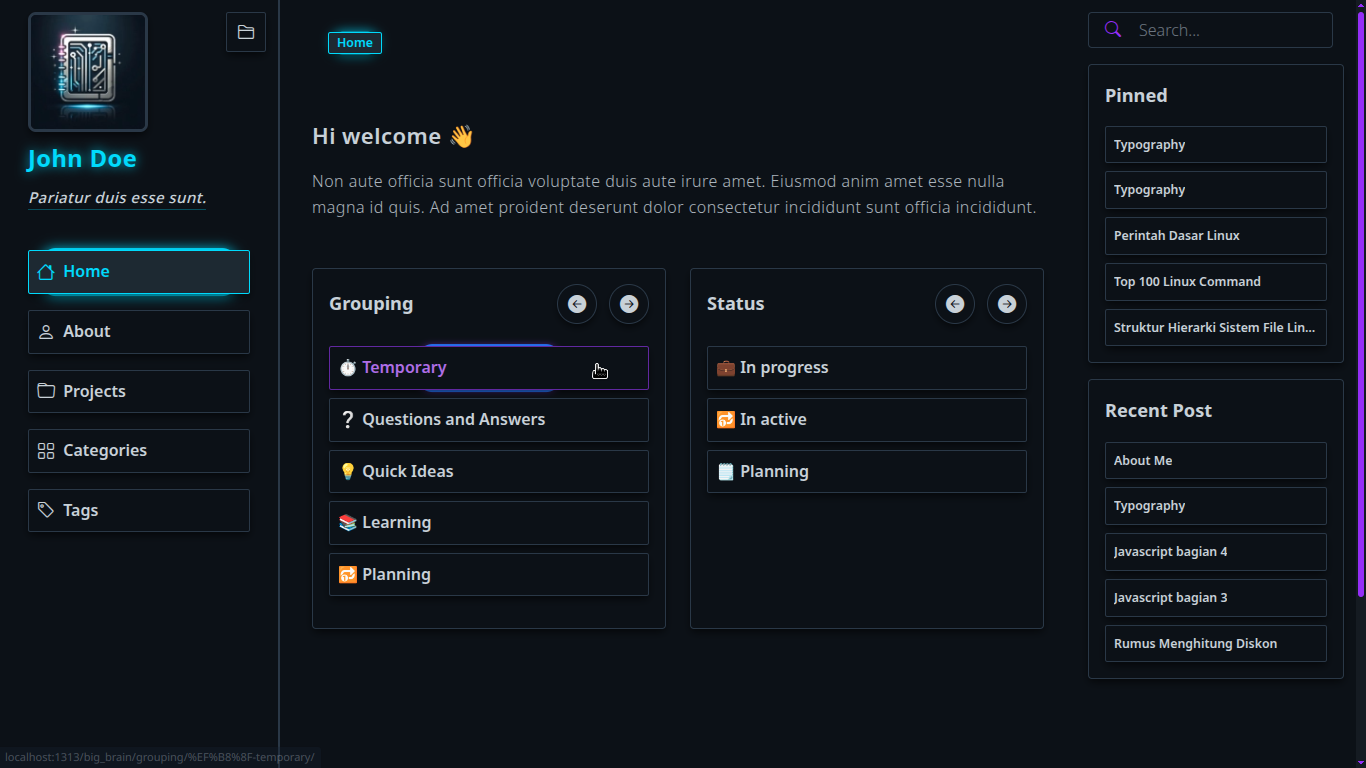 John Doe
Pariatur duis esse sunt.
Home
About
Projects
Categories
Tags
Home
Hi welcome 👋
Non aute officia sunt officia voluptate duis aute irure amet. Eiusmod anim amet esse nulla
magna id quis. Ad amet proident deserunt dolor consectetur incididunt sunt officia incididunt.
Grouping
⏱️ Temporary
❔ Questions and Answers
💡 Quick Ideas
📚 Learning
🔁 Planning
Status
💼 In progress
🔁 In active
🗒️ Planning
Search...
Pinned
Typography
Typography
Perintah Dasar Linux
Top 100 Linux Command
Struktur Hierarki Sistem File Lin...
Recent Post
About Me
Typography
Javascript bagian 4
Javascript bagian 3
Rumus Menghitung Diskon
localhost:1313/big_brain/grouping/%EF%B8%8F-temporary/